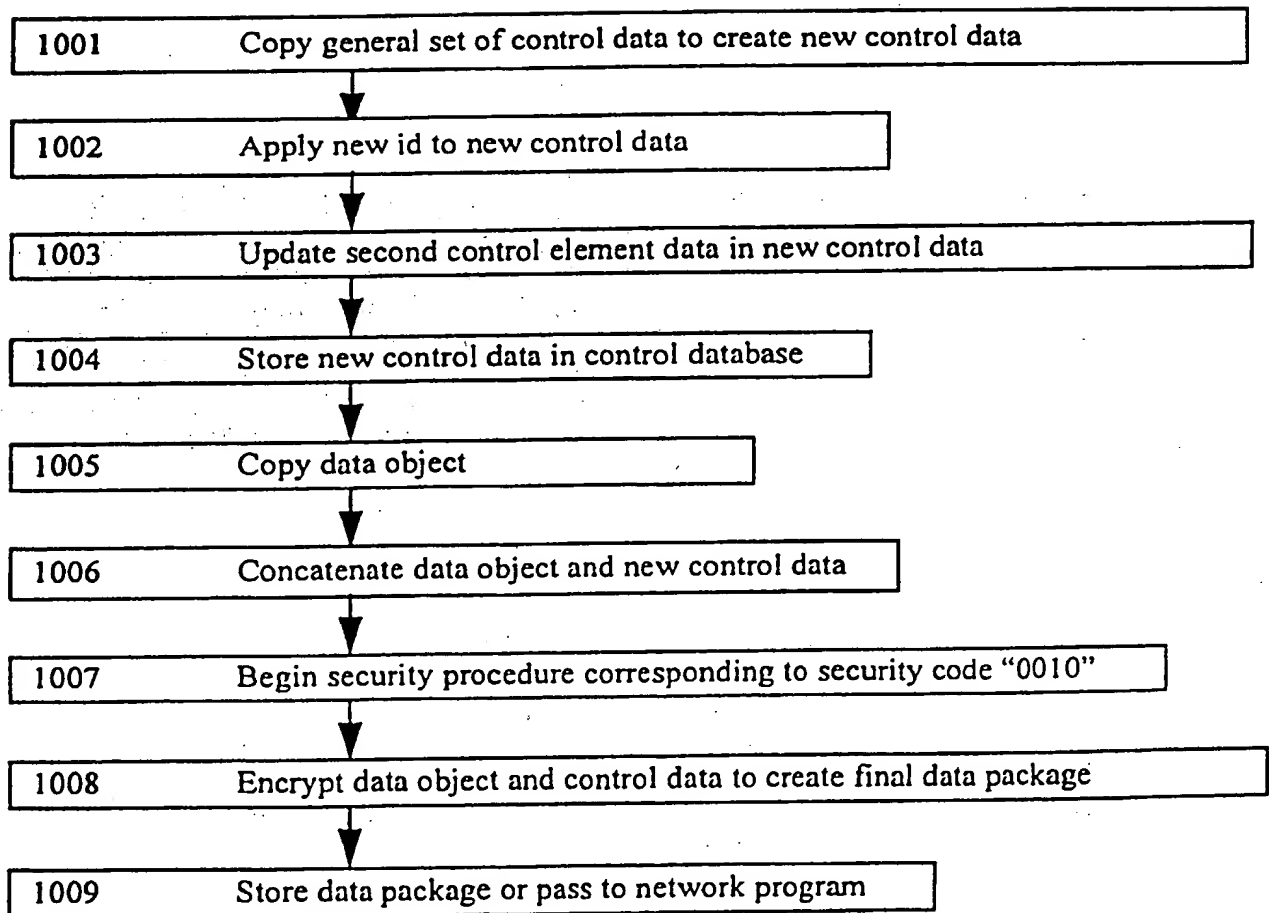 1001 Copy general set of control data to create new control data
1002 Apply new id to new control data
1003 Update second control element data in new control data
1004 Store new control data in control database
1005 Copy data object
1006 Concatenate data object and new control data
1007 Begin security procedure corresponding to security code “0010”
1008 Encrypt data object and control data to create final data package
1009 Store data package or pass to network program